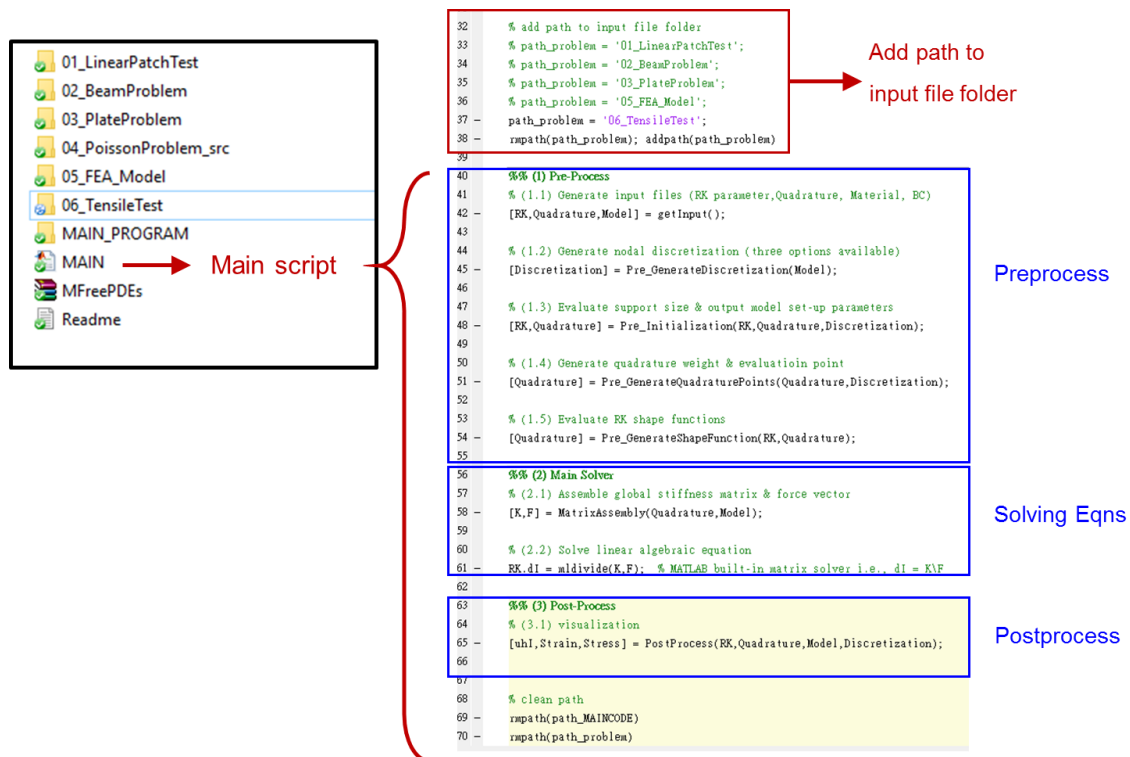 01_LinearPatchTest
02_BeamProblem
03_PlateProblem
04_PoissonProblem_src
05_FEA_Model
06_TensileTest
MAIN_PROGRAM
MAIN
MFreePDEs
Readme
Main script
32 % add path to input file folder
33 % path_problem = '01_LinearPatchTest';
34 % path_problem = '02_BeamProblem';
35 % path_problem = '03_PlateProblem';
36 % path_problem = '05_FEA_Model';
37 – path_problem = '06_TensileTest';
38 – rmpath(path_problem); addpath(path_problem)
39
40 %% (1) Pre-Process
41 % (1.1) Generate input files (RK parameter,Quadrature, Material, BC)
42 – [RK,Quadrature,Model] = getInput();
43
44 % (1.2) Generate nodal discretization (three options available)
45 – [Discretization] = Pre_GenerateDiscretization(Model);
46
47 % (1.3) Evaluate support size & output model set-up parameters
48 – [RK,Quadrature] = Pre_Initialization(RK,Quadrature,Discretization);
49
50 % (1.4) Generate quadrature weight & evaluatioin point
51 – [Quadrature] = Pre_GenerateQuadraturePoints(Quadrature,Discretization);
52
53 % (1.5) Evaluate RK shape functions
54 – [Quadrature] = Pre_GenerateShapeFunction(RK,Quadrature);
55
56 %% (2) Main Solver
57 % (2.1) Assemble global stiffness matrix & force vector
58 – [K,F] = MatrixAssembly(Quadrature,Model);
59
60 % (2.2) Solve linear algebraic equation
61 – RK.dI = mldivide(K,F); % MATLAB built-in matrix solver i.e., dI = K\F
62
63 %% (3) Post-Process
64 % (3.1) visualization
65 – [uhI,Strain,Stress] = PostProcess(RK,Quadrature,Model,Discretization);
66
67
68 % clean path
69 – rmpath(path_MAINCODE)
70 – rmpath(path_problem)
Add path to
input file folder
Preprocess
Solving Eqns
Postprocess